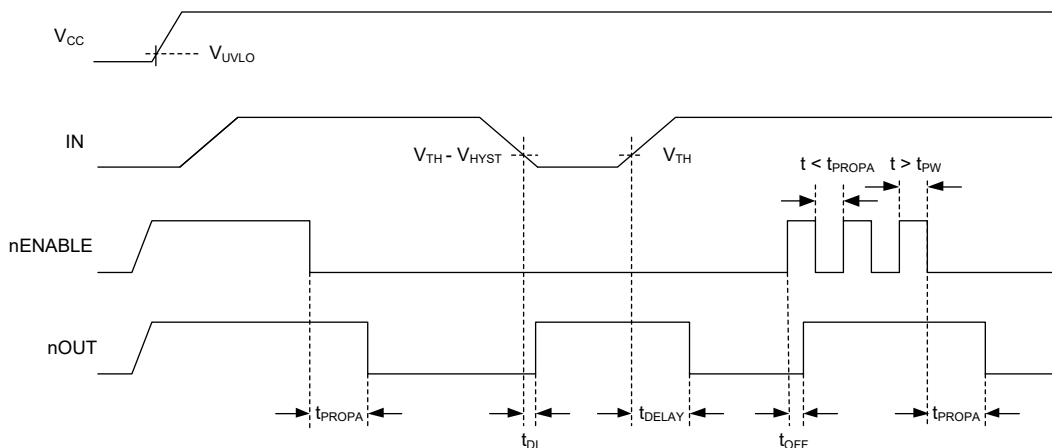 VCC
VUVLO
IN
VTH - VHYST
VTH
t < tPROPA
t > tPW
nENABLE
nOUT
tPROPA
tDL
tDELAY
tOFF
tPROPA